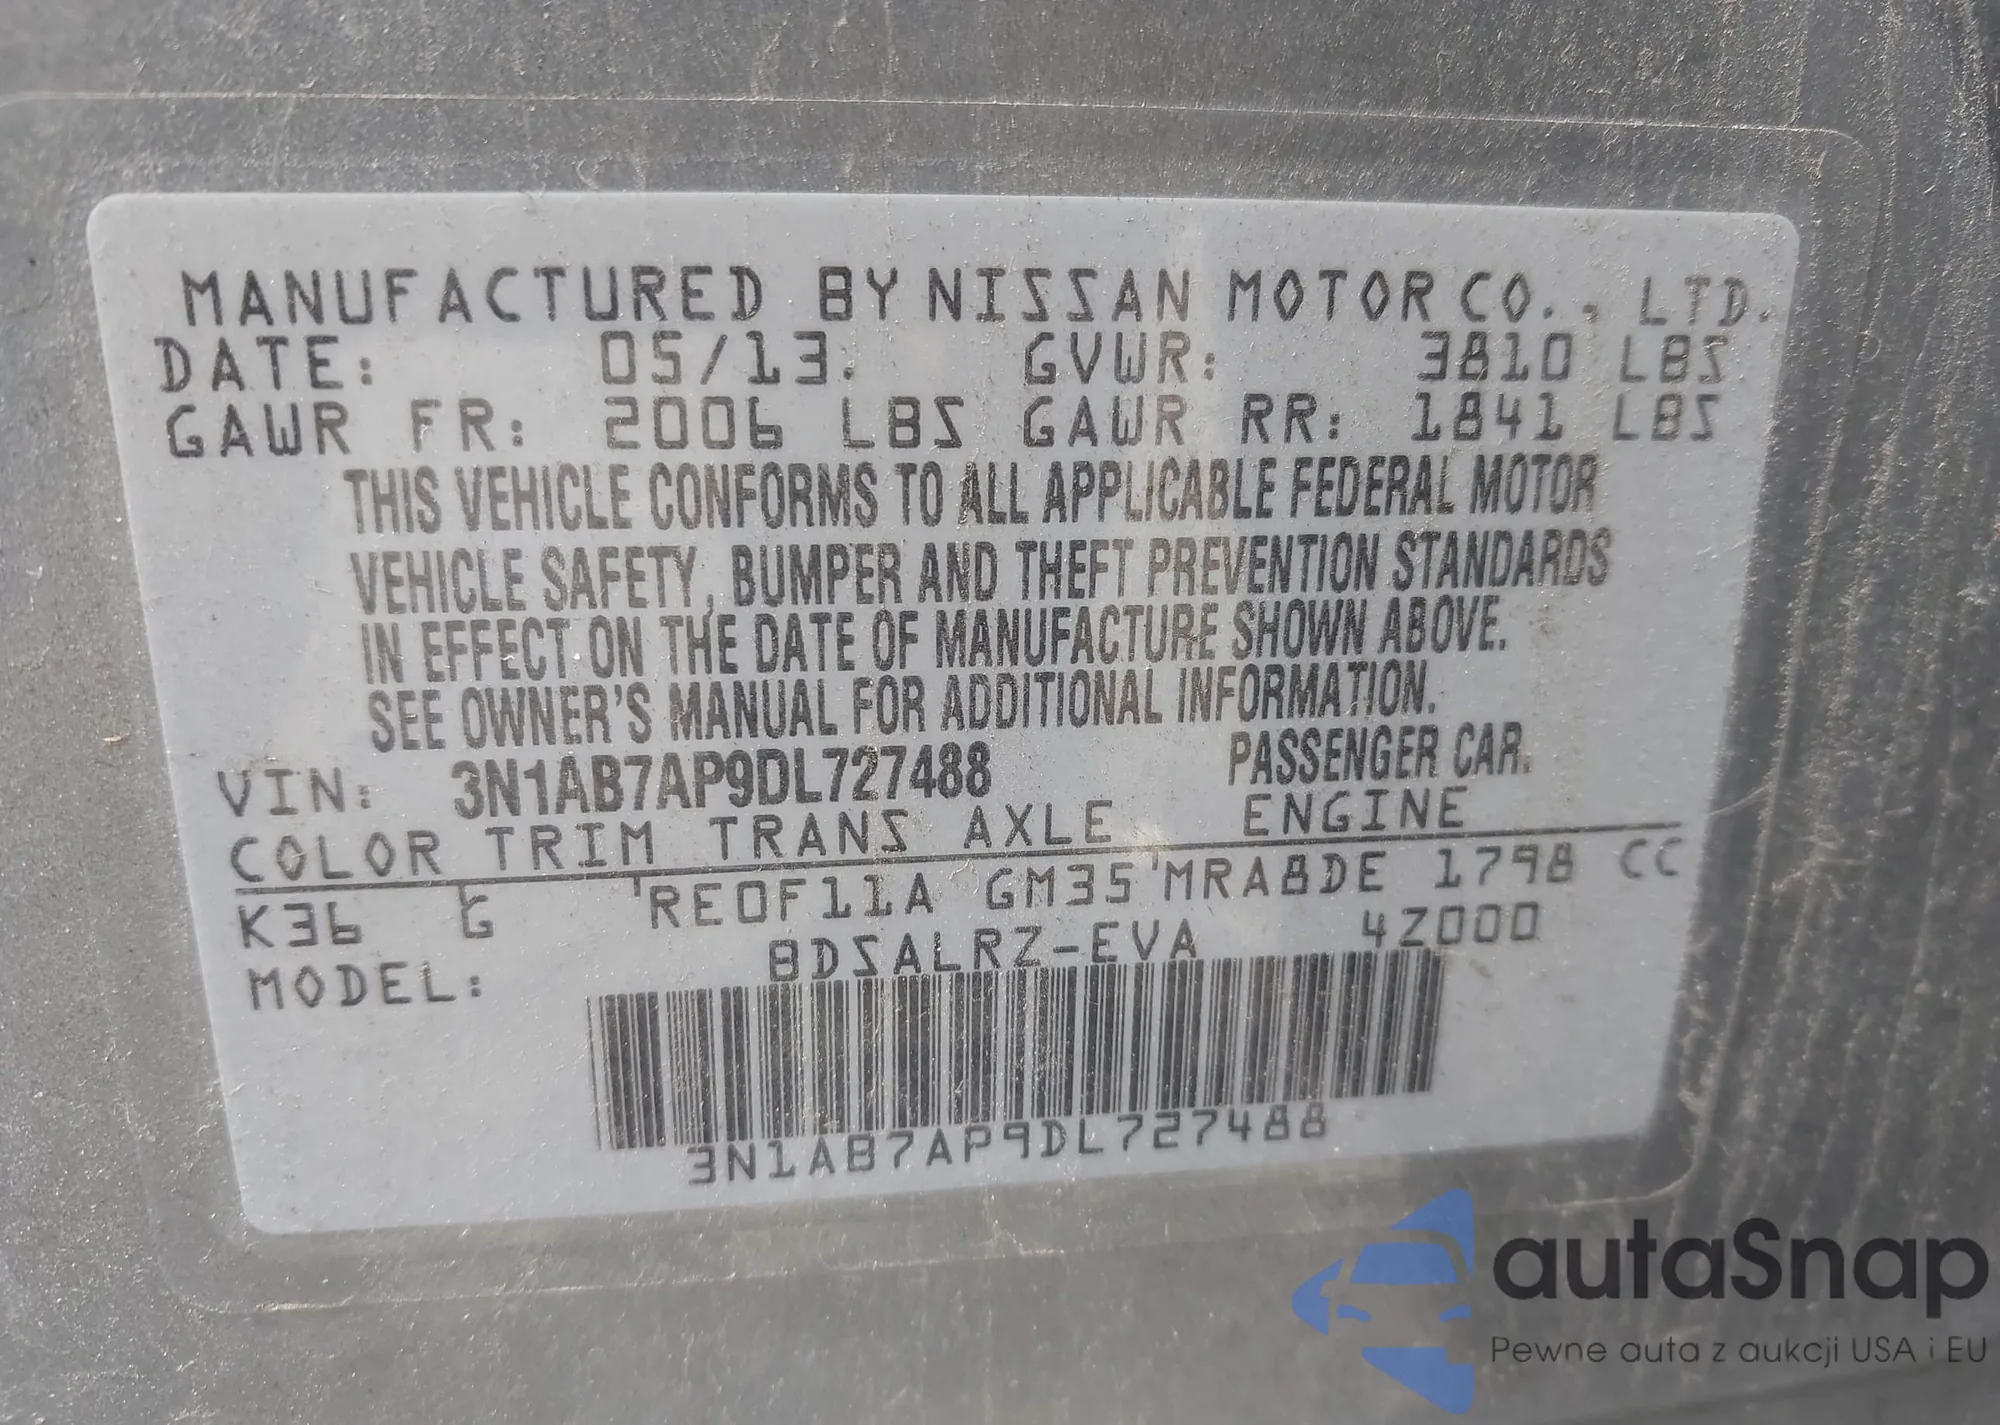 MANUFACTURED BY NISSAN MOTOR CO., LTD.
DATE: 05/13. GVWR: 3810 LBS
GAWR FR: 2006 LBS GAWR RR: 1841 LBS
THIS VEHICLE CONFORMS TO ALL APPLICABLE FEDERAL MOTOR
VEHICLE SAFETY, BUMPER AND THEFT PREVENTION STANDARDS
IN EFFECT ON THE DATE OF MANUFACTURE SHOWN ABOVE.
SEE OWNER'S MANUAL FOR ADDITIONAL INFORMATION.
VIN: 3N1AB7AP9DL727488 PASSENGER CAR.
COLOR TRIM TRANS AXLE ENGINE
K36 G 'RE0F11A GM35'MRA8DE 1798 CC
MODEL: BDSALRZ-EVA 4Z000
3N1AB7AP9DL727488
autaSnap
Pewne auta z aukcji USA i EU